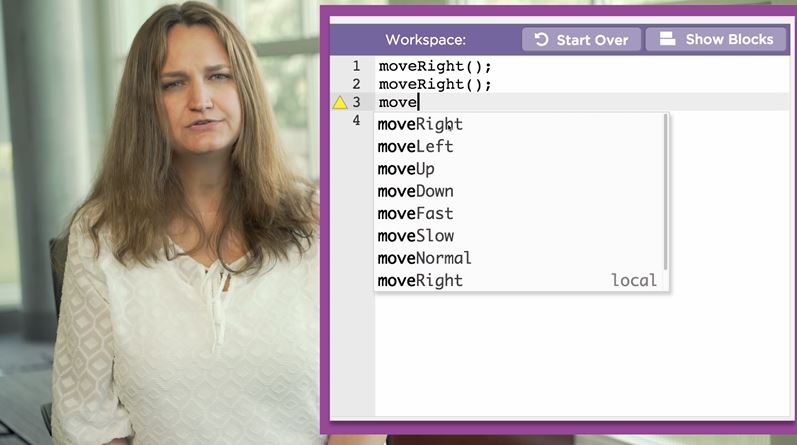 Workspace:
Start Over
Show Blocks
1 moveRight();
2 moveRight();
3 move
4
moveRight
moveLeft
moveUp
moveDown
moveFast
moveSlow
moveNormal
moveRight local